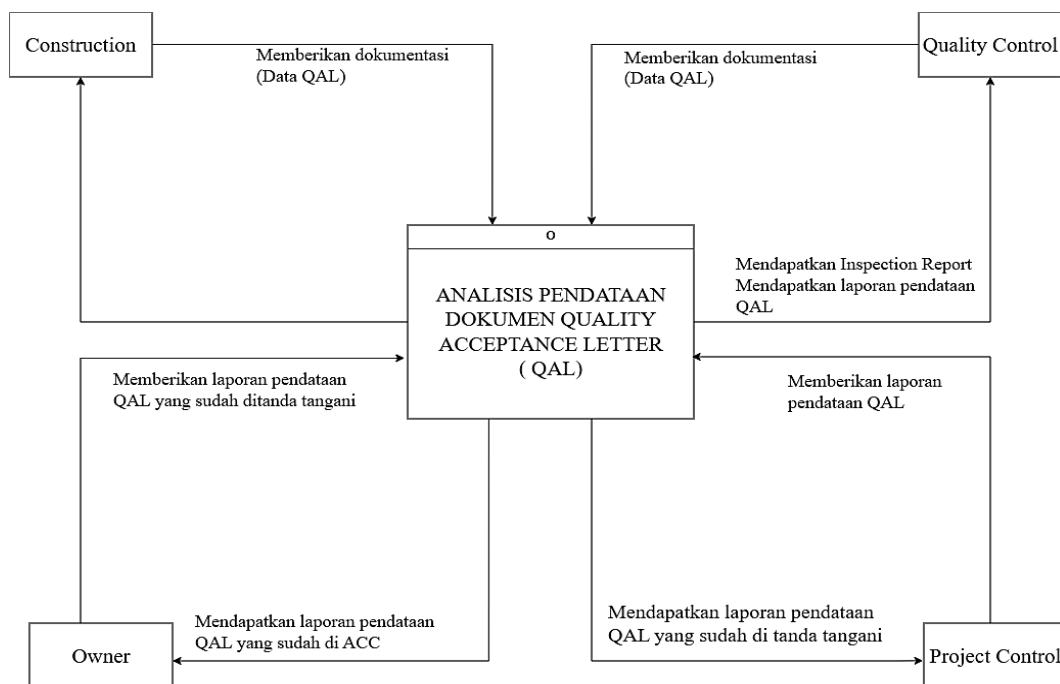 Construction
Memberikan dokumentasi
(Data QAL)
Memberikan dokumentasi
(Data QAL)
Quality Control
o
ANALISIS PENDATAAN
DOKUMEN QUALITY
ACCEPTANCE LETTER
( QAL)
Mendapatkan Inspection Report
Mendapatkan laporan pendataan
QAL
Memberikan laporan pendataan
QAL yang sudah ditanda tangani
Memberikan laporan
pendataan QAL
Mendapatkan laporan pendataan
QAL yang sudah di ACC
Mendapatkan laporan pendataan
QAL yang sudah di tanda tangani
Owner
Project Control